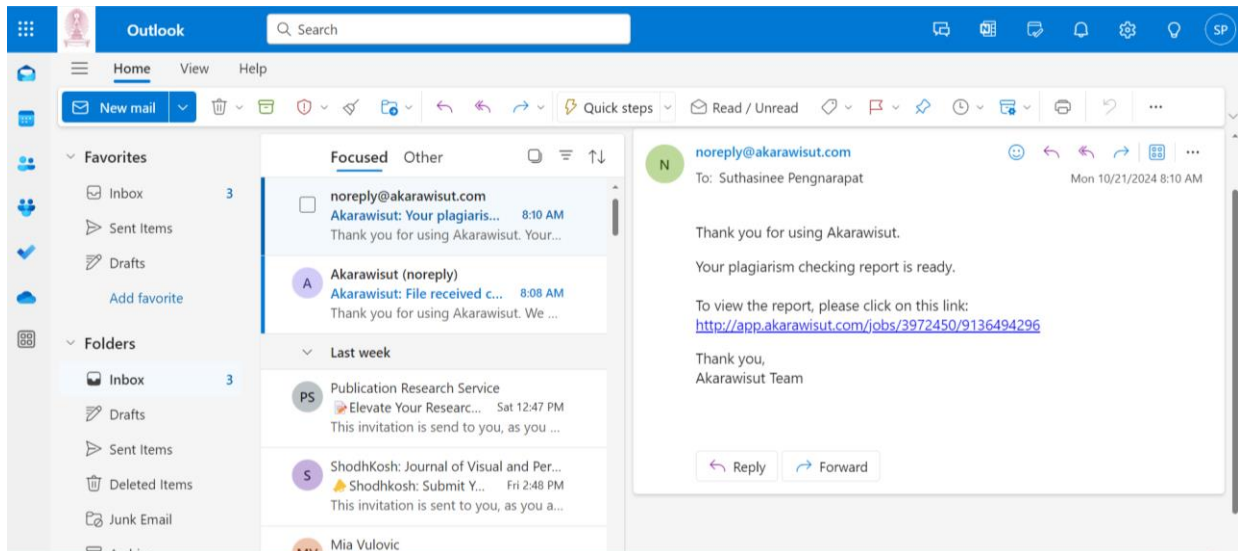 Outlook
Search
SP
Home View Help
New mail
Quick steps
Read / Unread
Favorites
Inbox 3
Sent Items
Drafts
Add favorite
Folders
Inbox 3
Drafts
Sent Items
Deleted Items
Junk Email
Focused Other
noreply@akarawisut.com
Akarawisut: Your plagiaris... 8:10 AM
Thank you for using Akarawisut. Your...
A
Akarawisut (noreply)
Akarawisut: File received c... 8:08 AM
Thank you for using Akarawisut. We ...
Last week
PS
Publication Research Service
Elevate Your Researc... Sat 12:47 PM
This invitation is send to you, as you ...
S
ShodhKosh: Journal of Visual and Per...
Shodhkosh: Submit Y... Fri 2:48 PM
This invitation is sent to you, as you a...
Mia Vulovic
N
noreply@akarawisut.com
To: Suthasinee Pengnarapat
Mon 10/21/2024 8:10 AM
Thank you for using Akarawisut.
Your plagiarism checking report is ready.
To view the report, please click on this link:
http://app.akarawisut.com/jobs/3972450/9136494296
Thank you,
Akarawisut Team
Reply
Forward